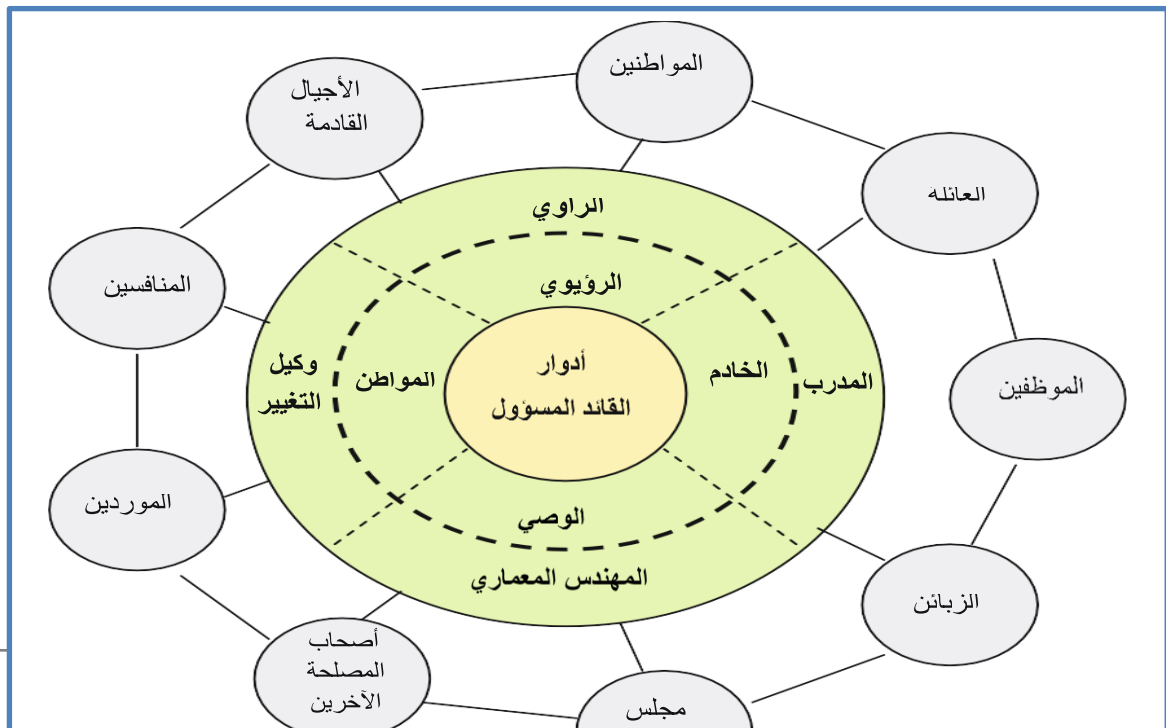 المواطنين
الأجيال
القادمة
العائلة
الراوي
المنافسين
الرؤيوي
أدوار
القائد المسؤول
وكيل
التغيير
المواطن
الخادم
المدرب
الموظفين
الموردين
الوصي
المهندس المعماري
الزبائن
أصحاب
المصلحة
الآخرين
مجلس